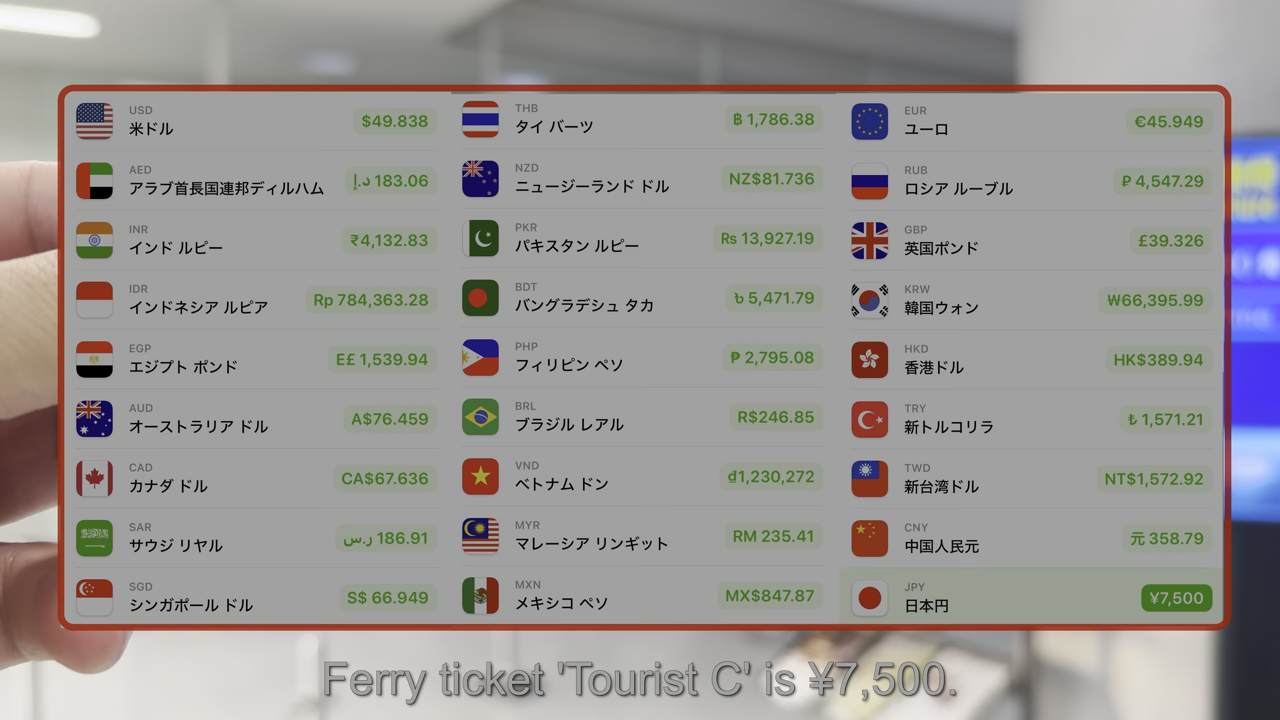 USD
米ドル
$49.838
AED
アラブ首長国連邦ディルハム
د.إ 183.06
INR
インド ルピー
₹4,132.83
IDR
インドネシア ルピア
Rp 784,363.28
EGP
エジプト ポンド
E£ 1,539.94
AUD
オーストラリア ドル
A$76.459
CAD
カナダ ドル
CA$67.636
SAR
サウジ リヤル
ر.س 186.91
SGD
シンガポール ドル
S$ 66.949
THB
タイ バーツ
฿ 1,786.38
NZD
ニュージーランド ドル
NZ$81.736
PKR
パキスタン ルピー
₨ 13,927.19
BDT
バングラデシュ タカ
৳ 5,471.79
PHP
フィリピン ペソ
₱ 2,795.08
BRL
ブラジル レアル
R$246.85
VND
ベトナム ドン
₫1,230,272
MYR
マレーシア リンギット
RM 235.41
MXN
メキシコ ペソ
MX$847.87
EUR
ユーロ
€45.949
RUB
ロシア ルーブル
₽ 4,547.29
GBP
英国ポンド
£39.326
KRW
韓国ウォン
₩66,395.99
HKD
香港ドル
HK$389.94
TRY
新トルコリラ
₺ 1,571.21
TWD
新台湾ドル
NT$1,572.92
CNY
中国人民元
元 358.79
JPY
日本円
¥7,500
Ferry ticket 'Tourist C' is ¥7,500.